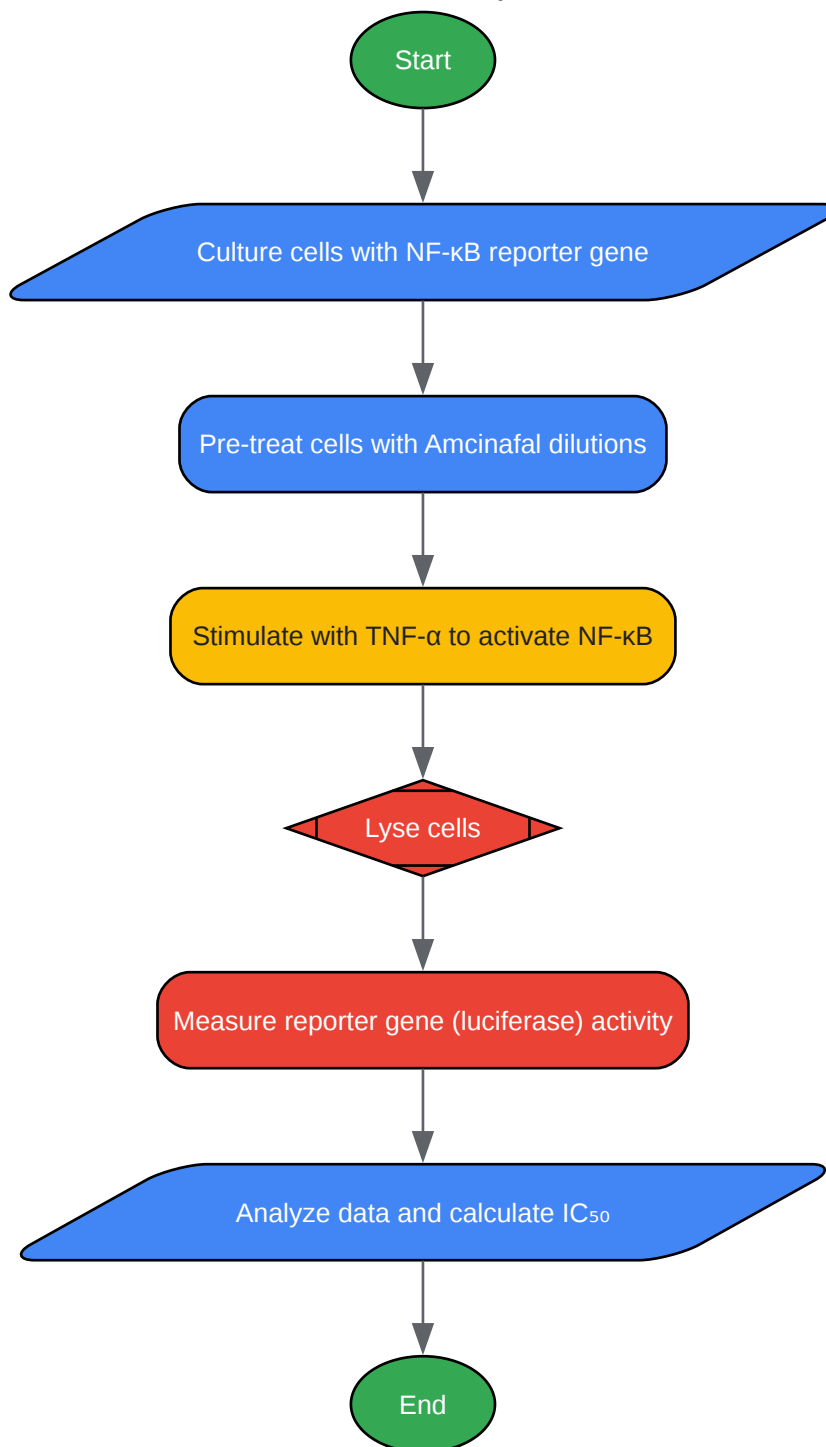 Start
Culture cells with NF-κB reporter gene
Pre-treat cells with Amcinafal dilutions
Stimulate with TNF-α to activate NF-κB
Lyse cells
Measure reporter gene (luciferase) activity
Analyze data and calculate IC₅₀
End